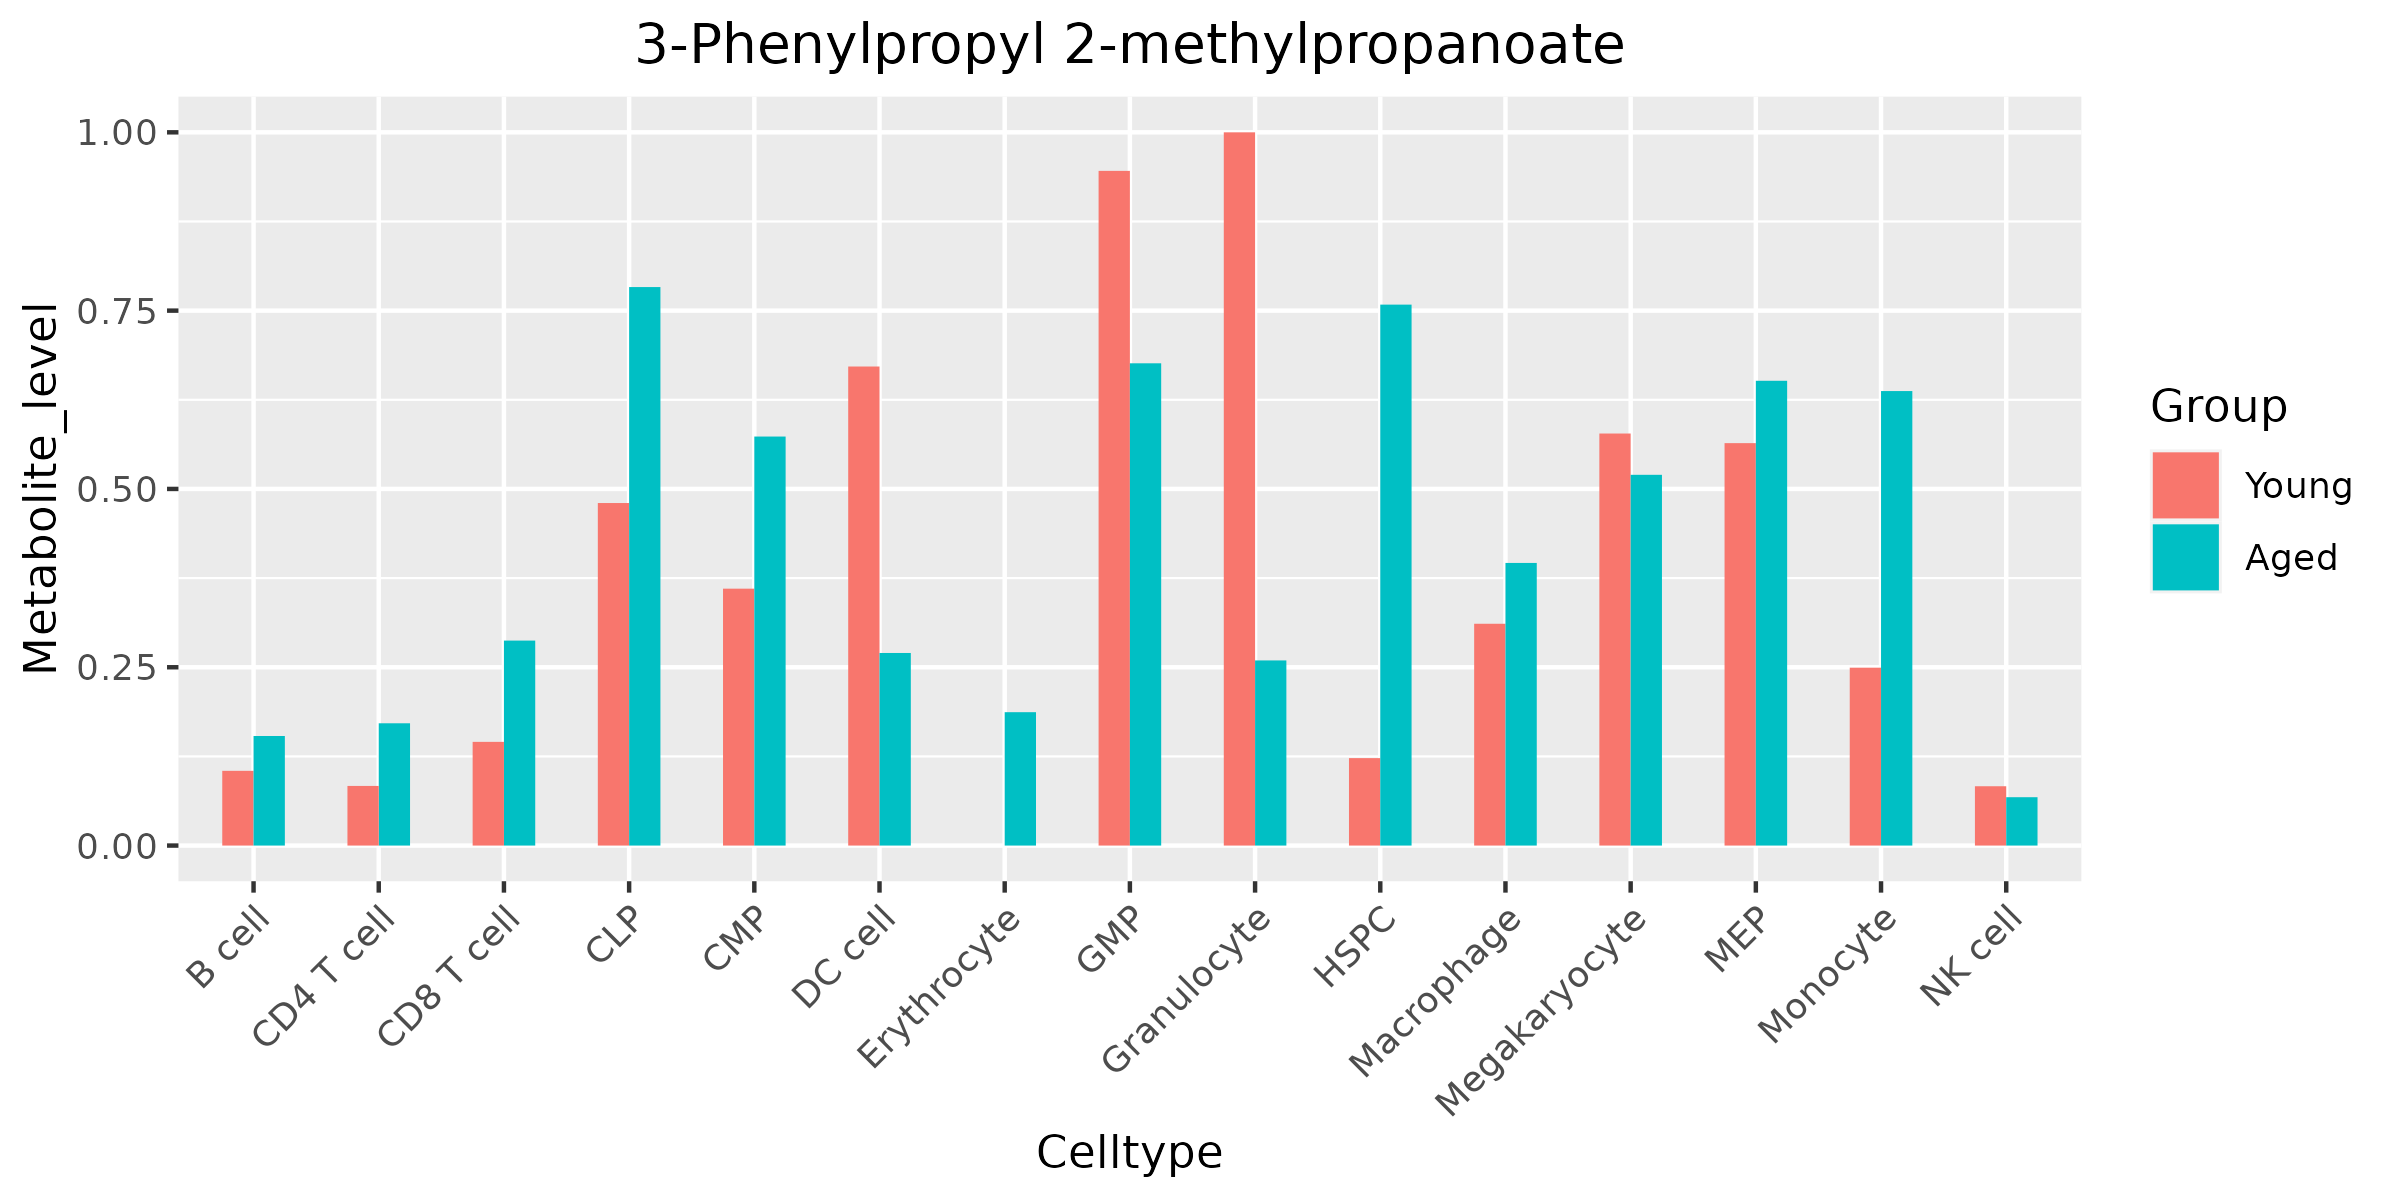 3-Phenylpropyl 2-methylpropanoate
Metabolite_level
1.00
0.75
0.50
0.25
0.00
B cell
CD4 T cell
CD8 T cell
CLP
CMP
DC cell
Erythrocyte
GMP
Granulocyte
HSPC
Macrophage
Megakaryocyte
MEP
Monocyte
NK cell
Celltype
Group
Young
Aged